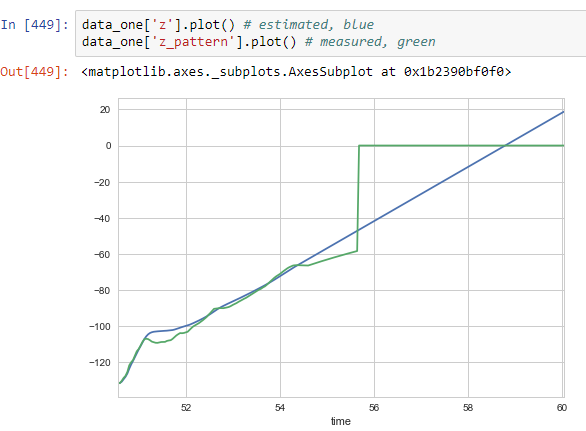 In [449]: data_one['z'].plot() # estimated, blue
data_one['z_pattern'].plot() # measured, green
Out[449]: <matplotlib.axes._subplots.AxesSubplot at 0x1b2390bf0f0>
20
0
−20
−40
−60
−80
−100
−120
52 54 56 58 60
time